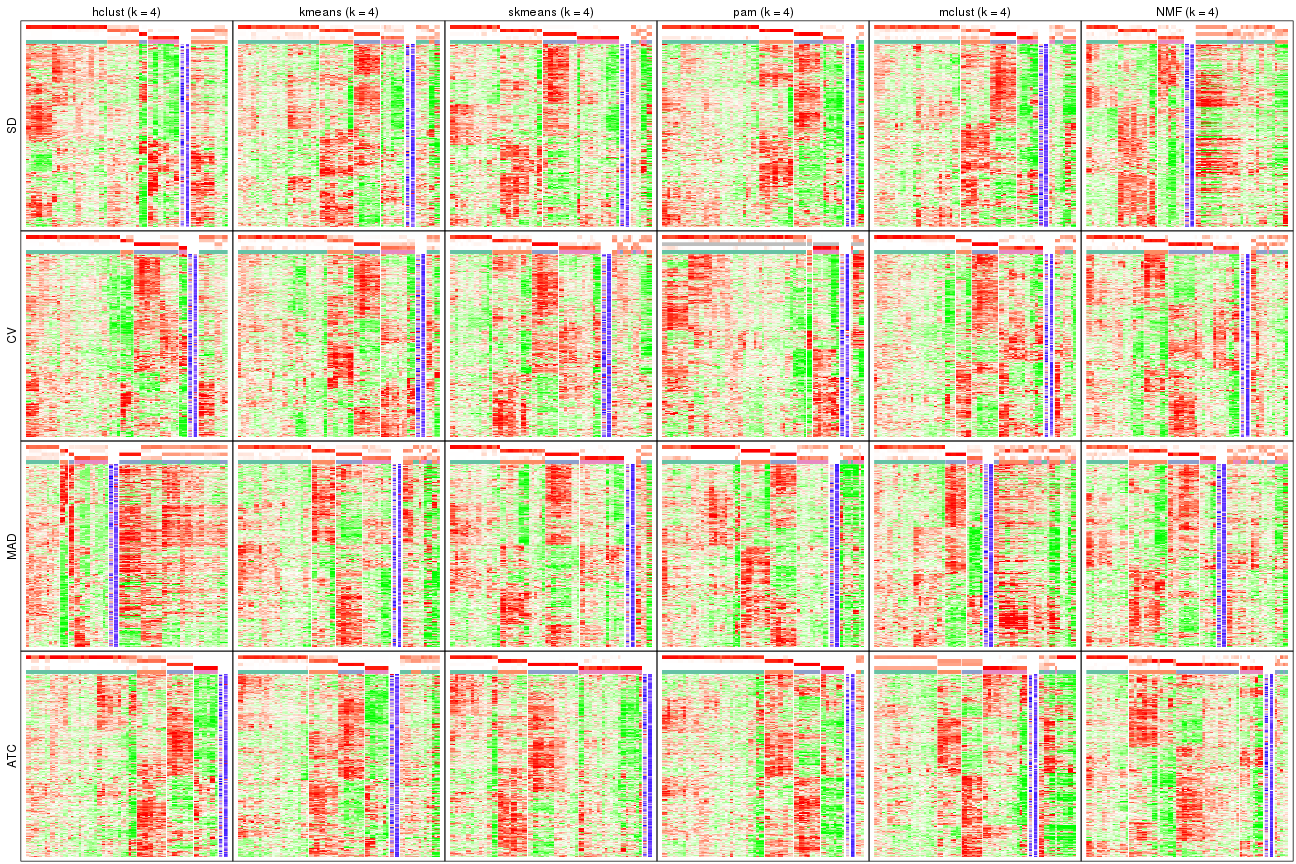 hclust (k = 4) kmeans (k = 4) skmeans (k = 4) pam (k = 4) mclust (k = 4) NMF (k = 4)
SD
CV
MAD
ATC